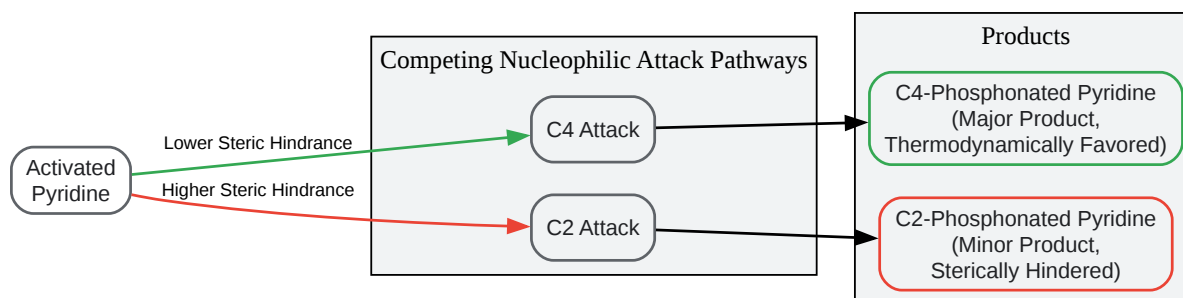 Products
Competing Nucleophilic Attack Pathways
C4-Phosphonated Pyridine
(Major Product,
Thermodynamically Favored)
C4 Attack
Lower Steric Hindrance
Activated
Pyridine
Higher Steric Hindrance
C2 Attack
C2-Phosphonated Pyridine
(Minor Product,
Sterically Hindered)